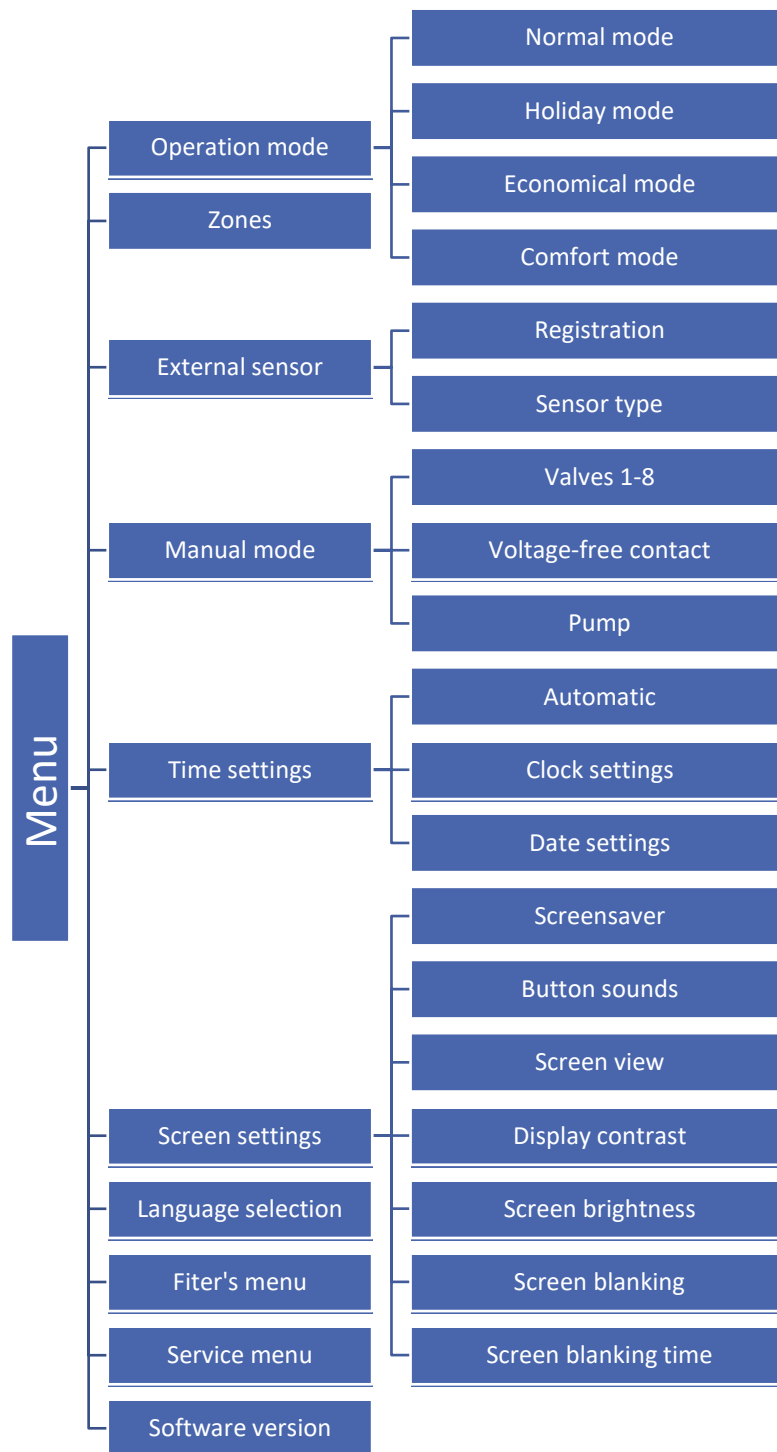 Menu
Operation mode
Normal mode
Holiday mode
Economical mode
Comfort mode
Zones
External sensor
Registration
Sensor type
Manual mode
Valves 1-8
Voltage-free contact
Pump
Time settings
Automatic
Clock settings
Date settings
Screen settings
Screensaver
Button sounds
Screen view
Display contrast
Screen brightness
Screen blanking
Screen blanking time
Language selection
Fiter's menu
Service menu
Software version